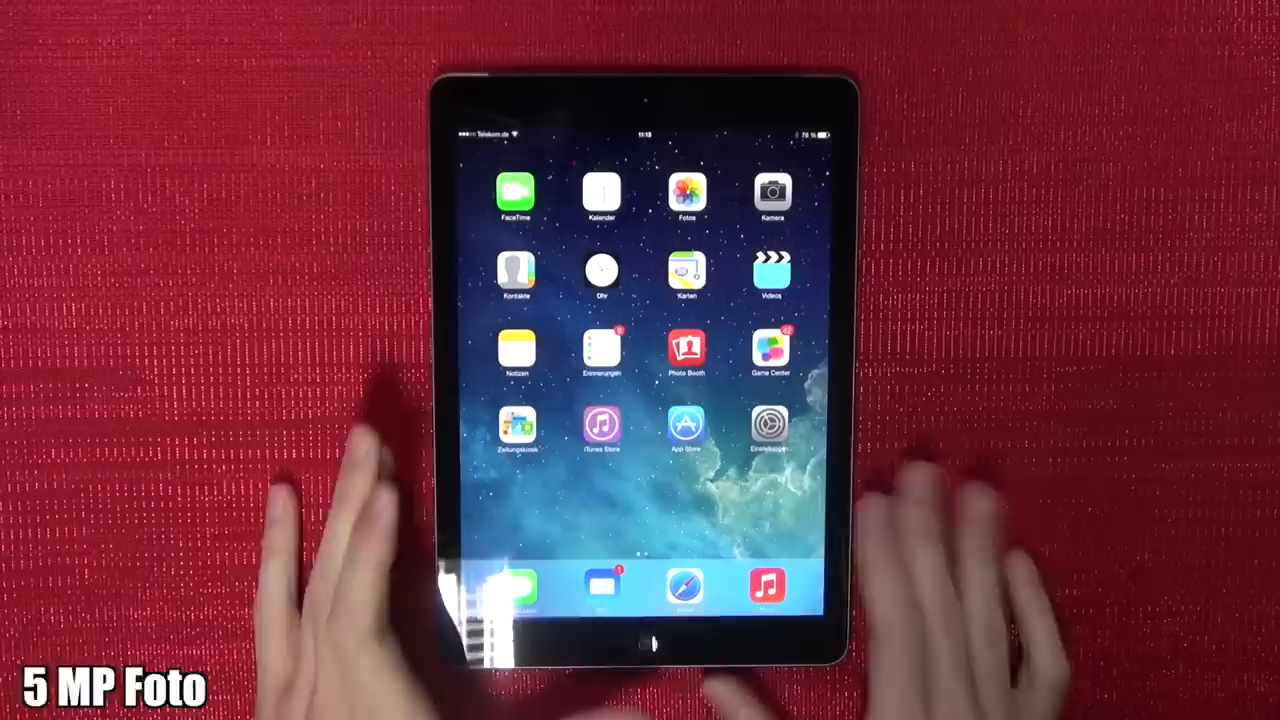 Telekom.de 11:13 76 %
FaceTime Kalender Fotos Kamera
Kontakte Uhr Karten Videos
Notizen Erinnerungen Photo Booth Game Center
Zeitungskiosk iTunes Store App Store Einstellungen
5 MP Foto